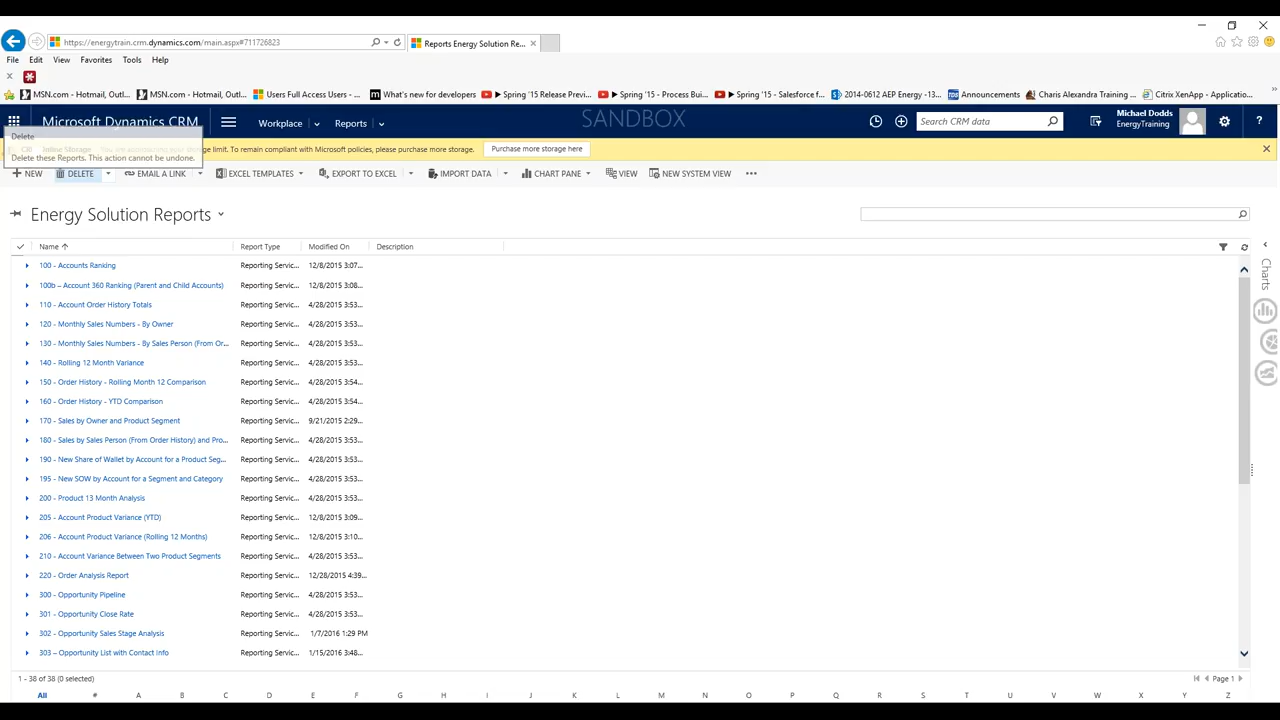 https://energytrain.crm.dynamics.com/main.aspx#711726823
Reports Energy Solution Re...
File Edit View Favorites Tools Help
MSN.com - Hotmail, Outl... MSN.com - Hotmail, Outl... Users Full Access Users - ... What's new for developers ▶ Spring '15 Release Previ... ▶ Spring '15 - Process Bui... ▶ Spring '15 - Salesforce f... 2014-0612 AEP Energy -13... Announcements Charis Alexandra Training ... Citrix XenApp - Applicatio...
Microsoft Dynamics CRM Workplace Reports SANDBOX Search CRM data Michael Dodds
EnergyTraining
Delete
Delete these Reports. This action cannot be undone.
storage limit. To remain compliant with Microsoft policies, please purchase more storage. Purchase more storage here
NEW DELETE EMAIL A LINK EXCEL TEMPLATES EXPORT TO EXCEL IMPORT DATA CHART PANE VIEW NEW SYSTEM VIEW
Energy Solution Reports
Name Report Type Modified On Description
100 - Accounts Ranking Reporting Servic... 12/8/2015 3:07...
100b – Account 360 Ranking (Parent and Child Accounts) Reporting Servic... 12/8/2015 3:08...
110 - Account Order History Totals Reporting Servic... 4/28/2015 3:53...
120 - Monthly Sales Numbers - By Owner Reporting Servic... 4/28/2015 3:53...
130 - Monthly Sales Numbers - By Sales Person (From Or... Reporting Servic... 4/28/2015 3:53...
140 - Rolling 12 Month Variance Reporting Servic... 4/28/2015 3:53...
150 - Order History - Rolling Month 12 Comparison Reporting Servic... 4/28/2015 3:54...
160 - Order History - YTD Comparison Reporting Servic... 4/28/2015 3:54...
170 - Sales by Owner and Product Segment Reporting Servic... 9/21/2015 2:29...
180 - Sales by Sales Person (From Order History) and Pro... Reporting Servic... 4/28/2015 3:53...
190 - New Share of Wallet by Account for a Product Seg... Reporting Servic... 4/28/2015 3:53...
195 - New SOW by Account for a Segment and Category Reporting Servic... 4/28/2015 3:53...
200 - Product 13 Month Analysis Reporting Servic... 4/28/2015 3:53...
205 - Account Product Variance (YTD) Reporting Servic... 12/8/2015 3:09...
206 - Account Product Variance (Rolling 12 Months) Reporting Servic... 12/8/2015 3:10...
210 - Account Variance Between Two Product Segments Reporting Servic... 4/28/2015 3:53...
220 - Order Analysis Report Reporting Servic... 12/28/2015 4:39...
300 - Opportunity Pipeline Reporting Servic... 4/28/2015 3:53...
301 - Opportunity Close Rate Reporting Servic... 4/28/2015 3:53...
302 - Opportunity Sales Stage Analysis Reporting Servic... 1/7/2016 1:29 PM
303 – Opportunity List with Contact Info Reporting Servic... 1/15/2016 3:48...
Charts
1 - 38 of 38 (0 selected) Page 1
All # A B C D E F G H I J K L M N O P Q R S T U V W X Y Z